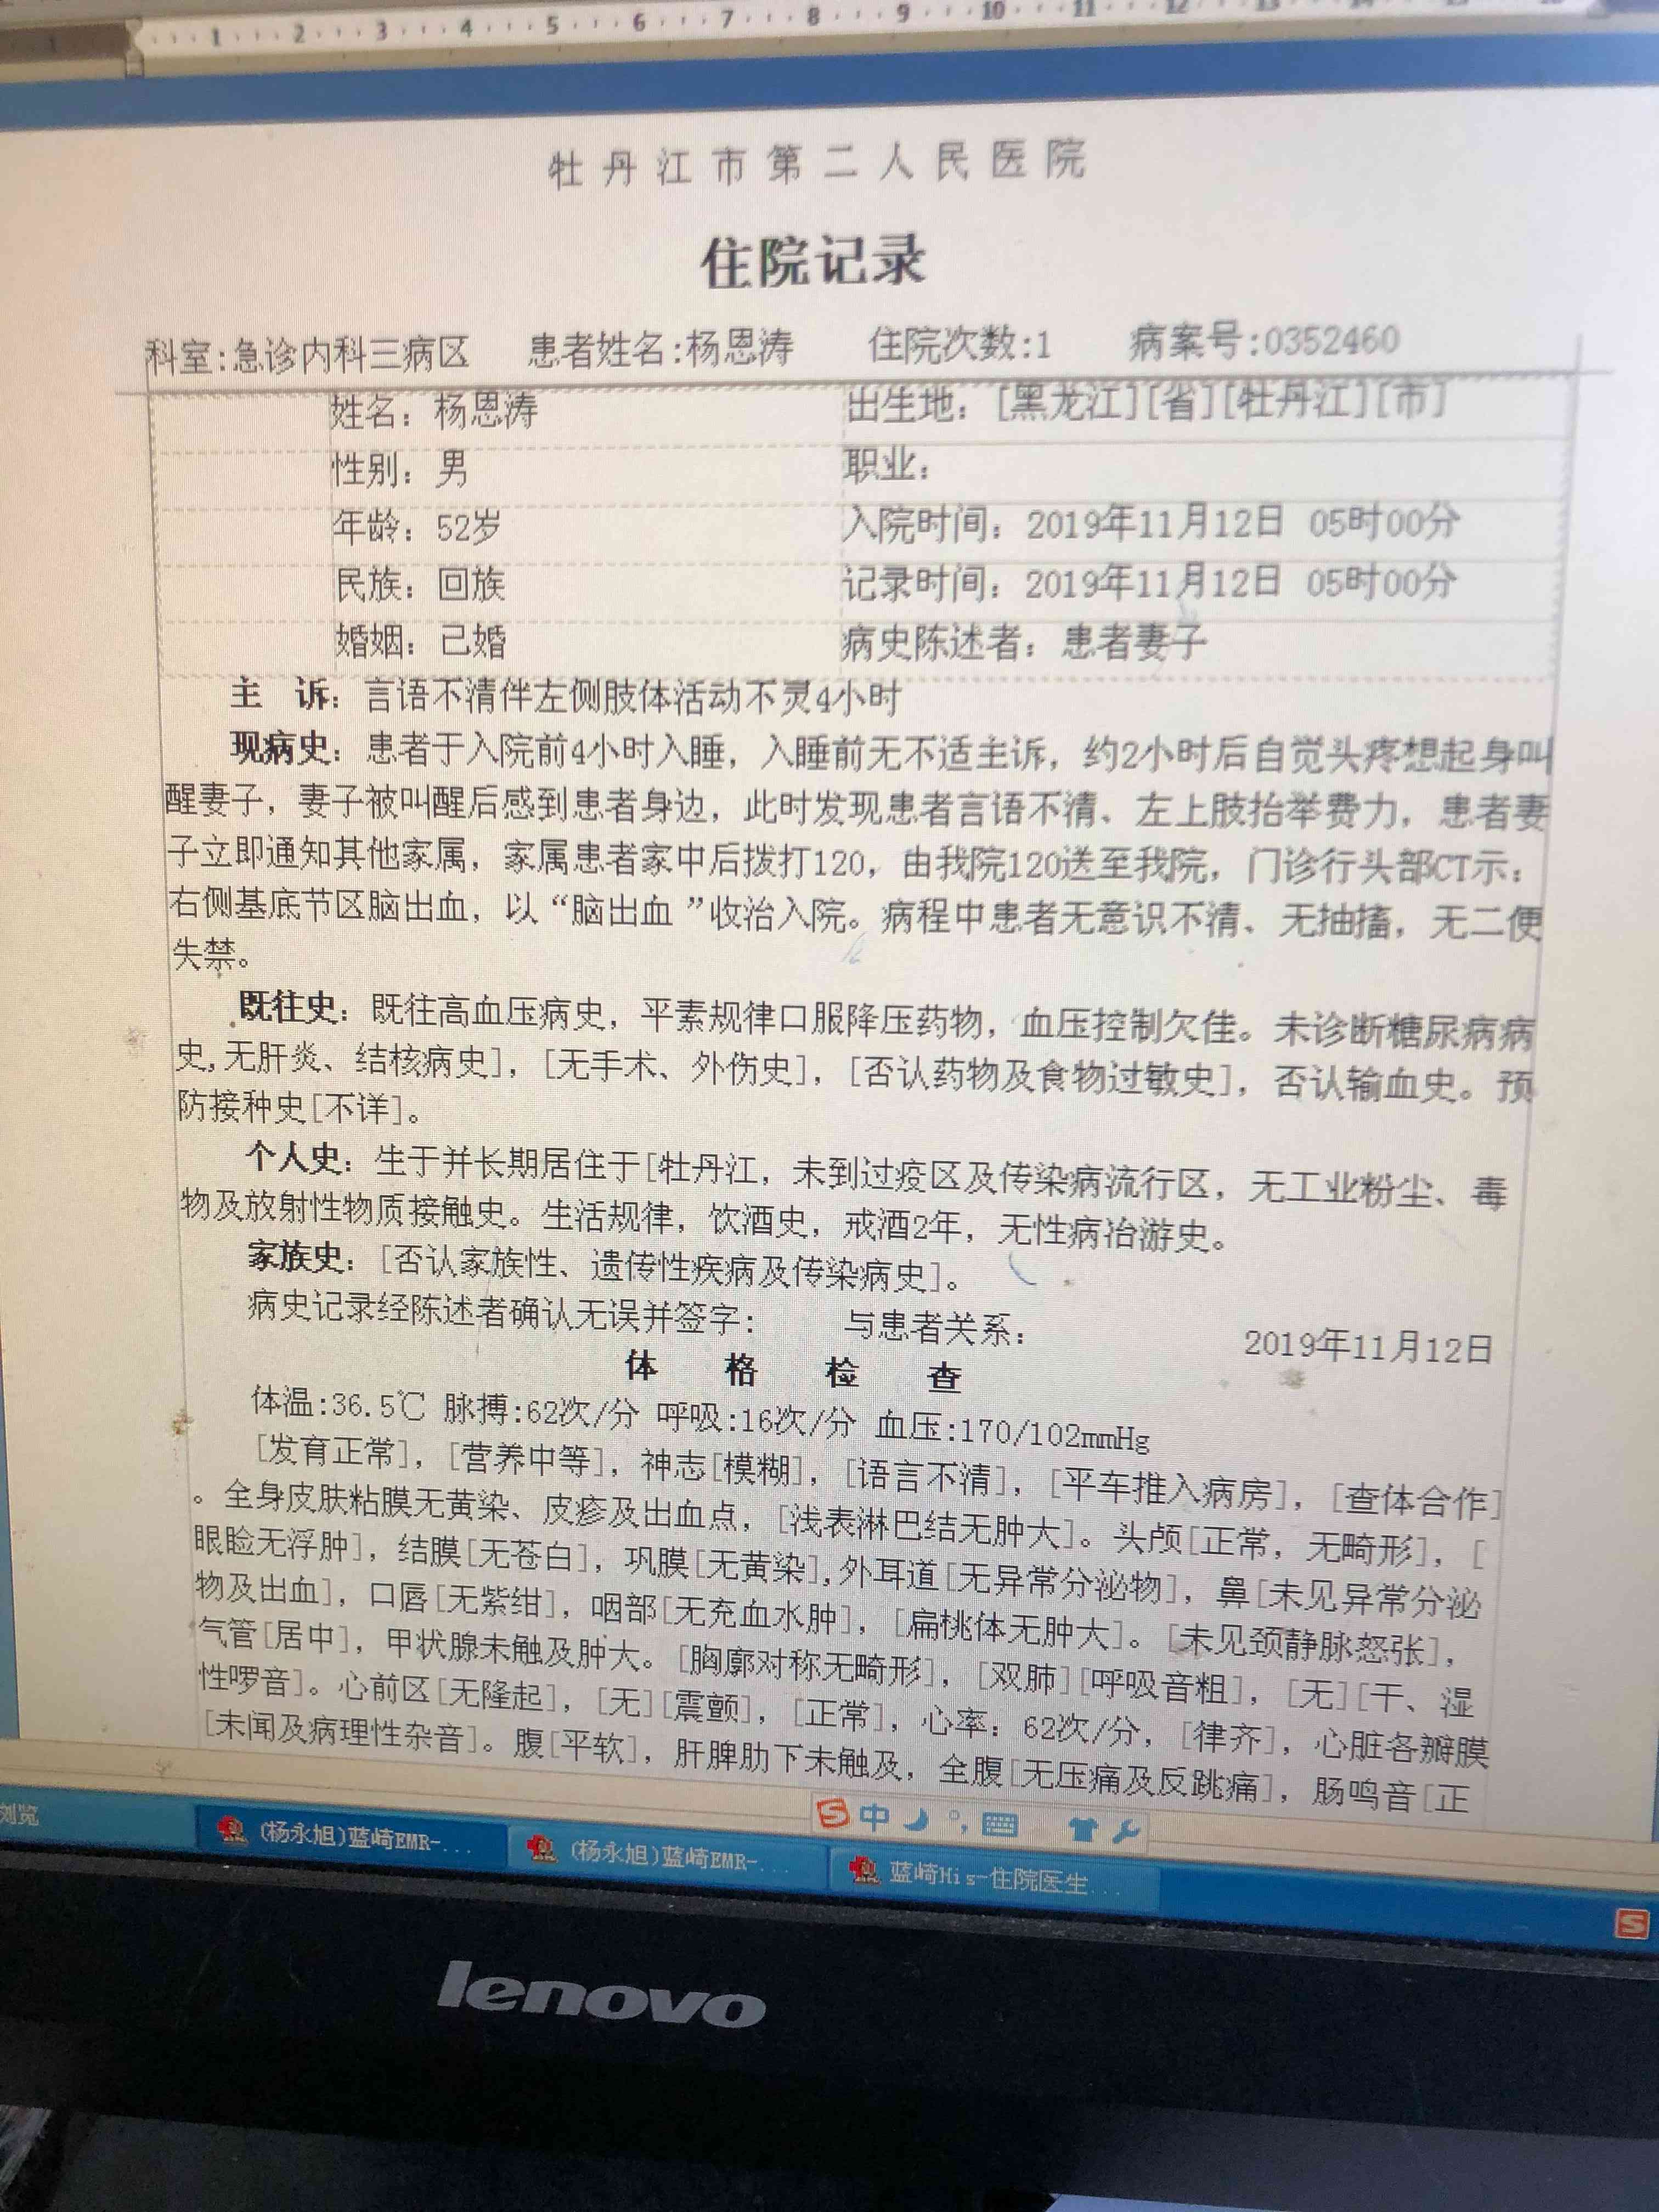 1 2 3 4 5 6 7 8 9 10 11 12 13
牡丹江市第二人民医院
住院记录
科室:急诊内科三病区 患者姓名:杨恩涛 住院次数:1 病案号:0352460
姓名：杨恩涛 出生地：[黑龙江][省][牡丹江][市]
性别：男 职业：
年龄：52岁 入院时间：2019年11月12日 05时00分
民族：回族 记录时间：2019年11月12日 05时00分
婚姻：已婚 病史陈述者：患者妻子
主 诉：言语不清伴左侧肢体活动不灵4小时
现病史：患者于入院前4小时入睡，入睡前无不适主诉，约2小时后自觉头疼想起身叫
醒妻子，妻子被叫醒后感到患者身边，此时发现患者言语不清、左上肢抬举费力，患者妻
子立即通知其他家属，家属患者家中后拨打120，由我院120送至我院，门诊行头部CT示：
右侧基底节区脑出血，以“脑出血”收治入院。病程中患者无意识不清、无抽搐，无二便
失禁。
既往史：既往高血压病史，平素规律口服降压药物，血压控制欠佳。未诊断糖尿病病
史,无肝炎、结核病史]，[无手术、外伤史]，[否认药物及食物过敏史]，否认输血史。预
防接种史[不详]。
个人史：生于并长期居住于[牡丹江，未到过疫区及传染病流行区，无工业粉尘、毒
物及放射性物质接触史。生活规律，饮酒史，戒酒2年，无性病冶游史。
家族史：[否认家族性、遗传性疾病及传染病史]。
病史记录经陈述者确认无误并签字： 与患者关系： 2019年11月12日
体 格 检 查
体温:36.5℃ 脉搏:62次/分 呼吸:16次/分 血压:170/102mmHg
[发育正常]，[营养中等]，神志[模糊]，[语言不清]，[平车推入病房]，[查体合作]
。全身皮肤粘膜无黄染、皮疹及出血点，[浅表淋巴结无肿大]。头颅[正常，无畸形]，[
眼睑无浮肿]，结膜[无苍白]，巩膜[无黄染],外耳道[无异常分泌物]，鼻[未见异常分泌
物及出血]，口唇[无紫绀]，咽部[无充血水肿]，[扁桃体无肿大]。[未见颈静脉怒张]，
气管[居中]，甲状腺未触及肿大。[胸廓对称无畸形]，[双肺][呼吸音粗]，[无][干、湿
性啰音]。心前区[无隆起]，[无][震颤]，[正常]，心率：62次/分，[律齐]，心脏各瓣膜
[未闻及病理性杂音]。腹[平软]，肝脾肋下未触及，全腹[无压痛及反跳痛]，肠鸣音[正
中
浏览 (杨永旭)蓝崎EMR-... (杨永旭)蓝崎EMR-... 蓝崎His-住院医生...
lenovo